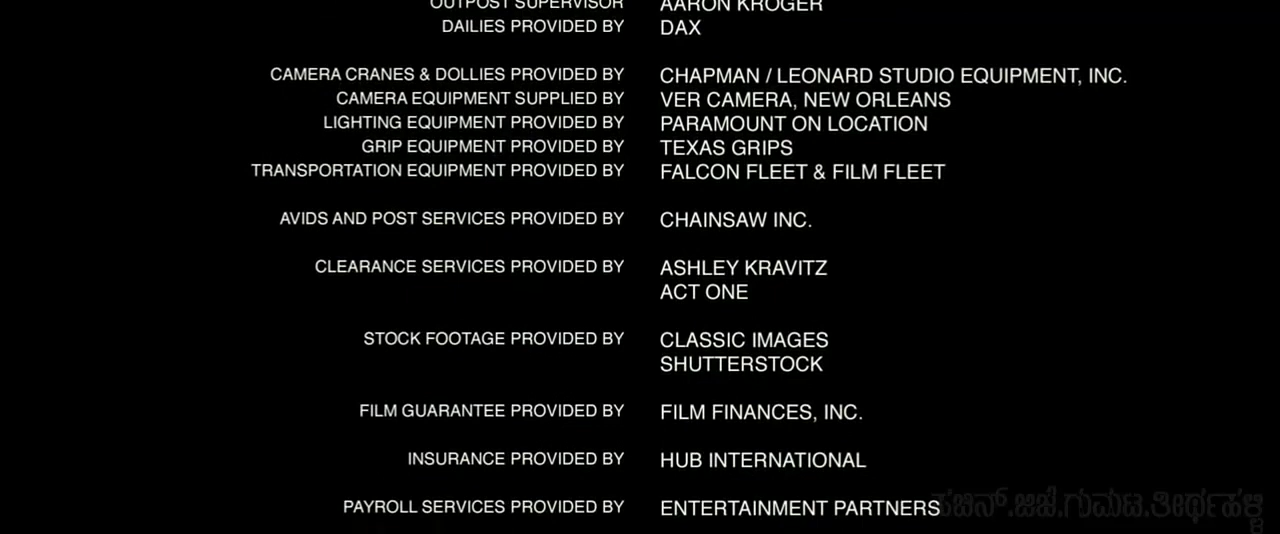 OUTPOST SUPERVISOR AARON KROGER
DAILIES PROVIDED BY DAX
CAMERA CRANES & DOLLIES PROVIDED BY CHAPMAN / LEONARD STUDIO EQUIPMENT, INC.
CAMERA EQUIPMENT SUPPLIED BY VER CAMERA, NEW ORLEANS
LIGHTING EQUIPMENT PROVIDED BY PARAMOUNT ON LOCATION
GRIP EQUIPMENT PROVIDED BY TEXAS GRIPS
TRANSPORTATION EQUIPMENT PROVIDED BY FALCON FLEET & FILM FLEET
AVIDS AND POST SERVICES PROVIDED BY CHAINSAW INC.
CLEARANCE SERVICES PROVIDED BY ASHLEY KRAVITZ
ACT ONE
STOCK FOOTAGE PROVIDED BY CLASSIC IMAGES
SHUTTERSTOCK
FILM GUARANTEE PROVIDED BY FILM FINANCES, INC.
INSURANCE PROVIDED BY HUB INTERNATIONAL
PAYROLL SERVICES PROVIDED BY ENTERTAINMENT PARTNERS